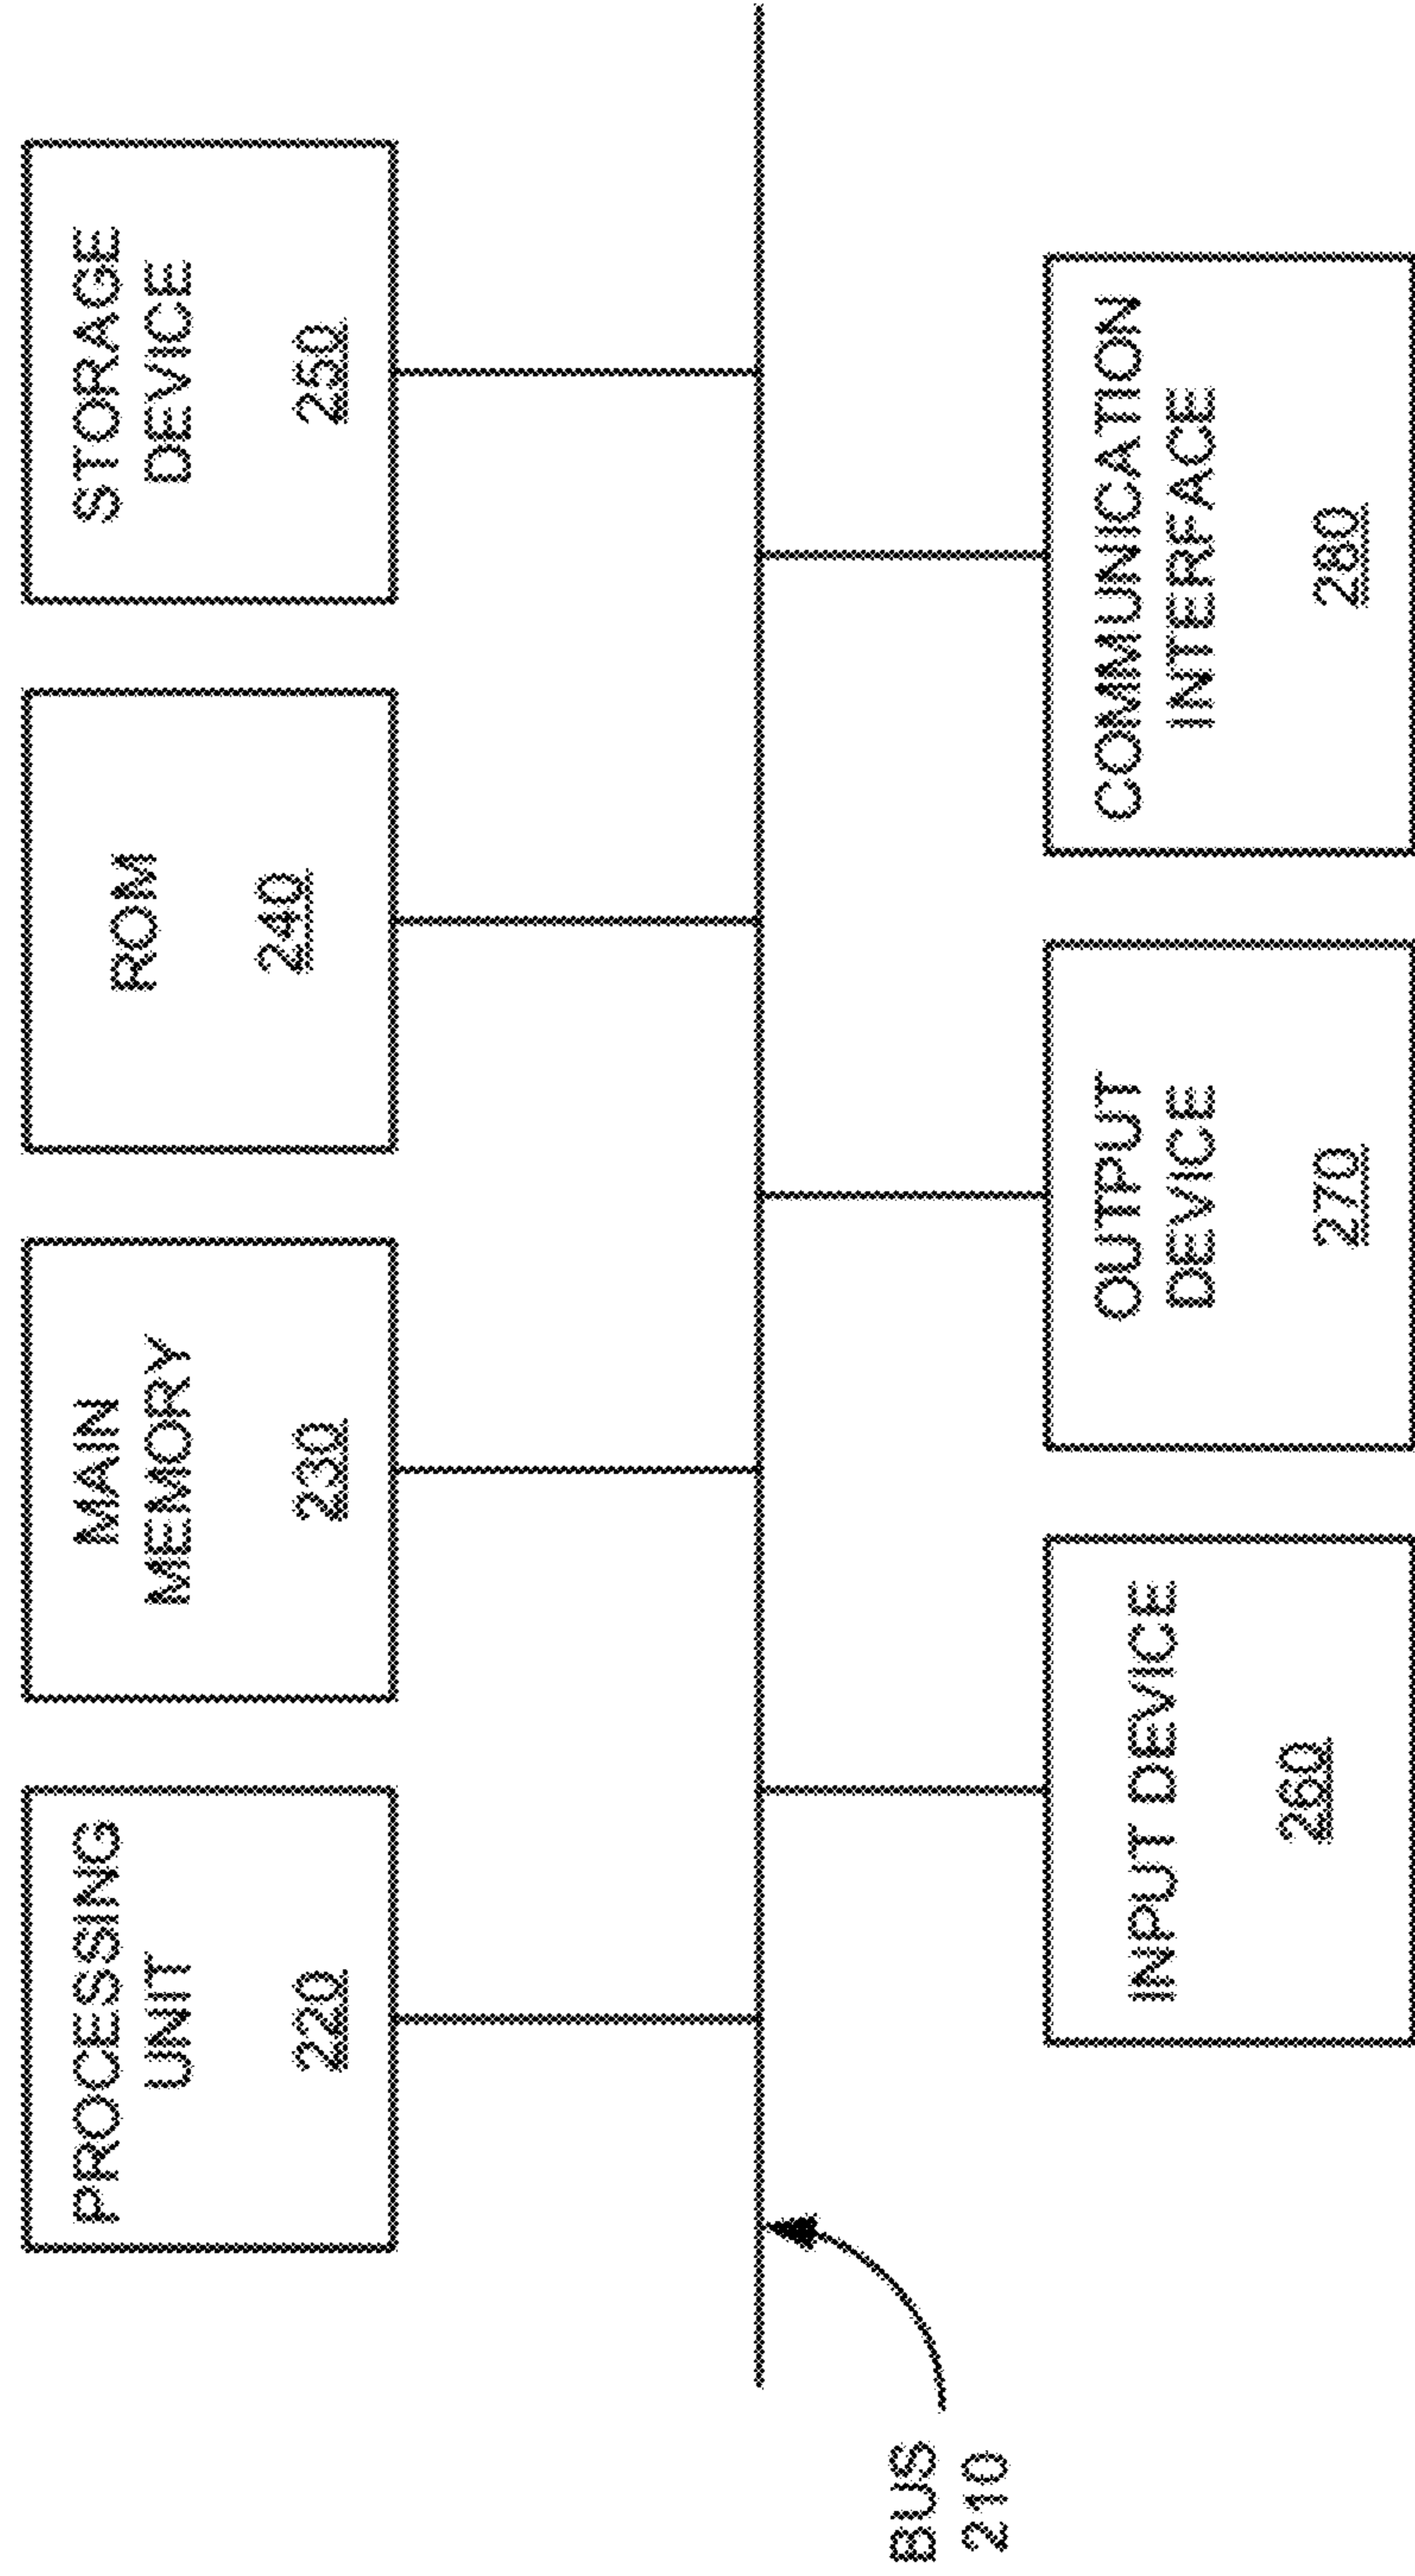 PROCESSING
UNIT
220
MAIN
MEMORY
230
ROM
240
STORAGE
DEVICE
250
BUS
210
INPUT DEVICE
260
OUTPUT
DEVICE
270
COMMUNICATION
INTERFACE
280